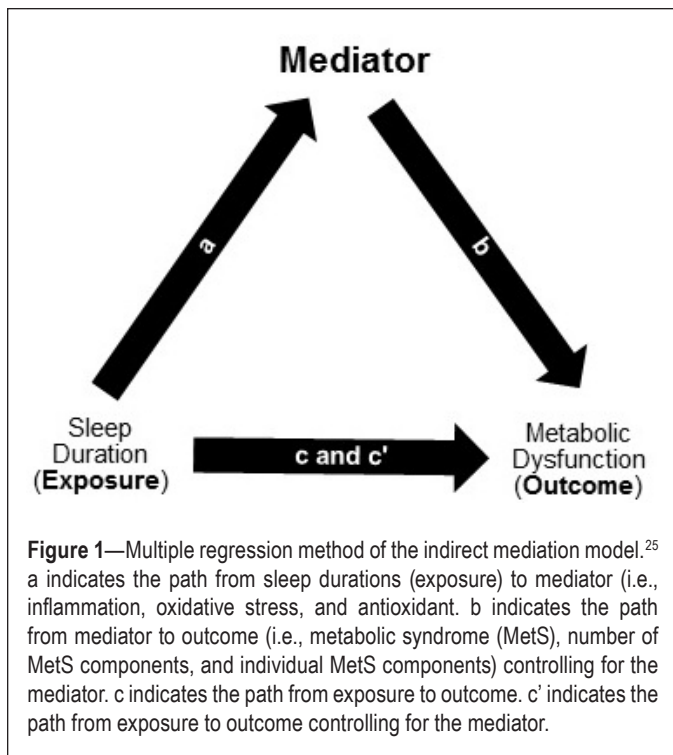 Mediator
a
b
Sleep
Duration
(Exposure)
c and c'
Metabolic
Dysfunction
(Outcome)
Figure 1—Multiple regression method of the indirect mediation model.25
a indicates the path from sleep durations (exposure) to mediator (i.e.,
inflammation, oxidative stress, and antioxidant. b indicates the path
from mediator to outcome (i.e., metabolic syndrome (MetS), number of
MetS components, and individual MetS components) controlling for the
mediator. c indicates the path from exposure to outcome. c' indicates the
path from exposure to outcome controlling for the mediator.